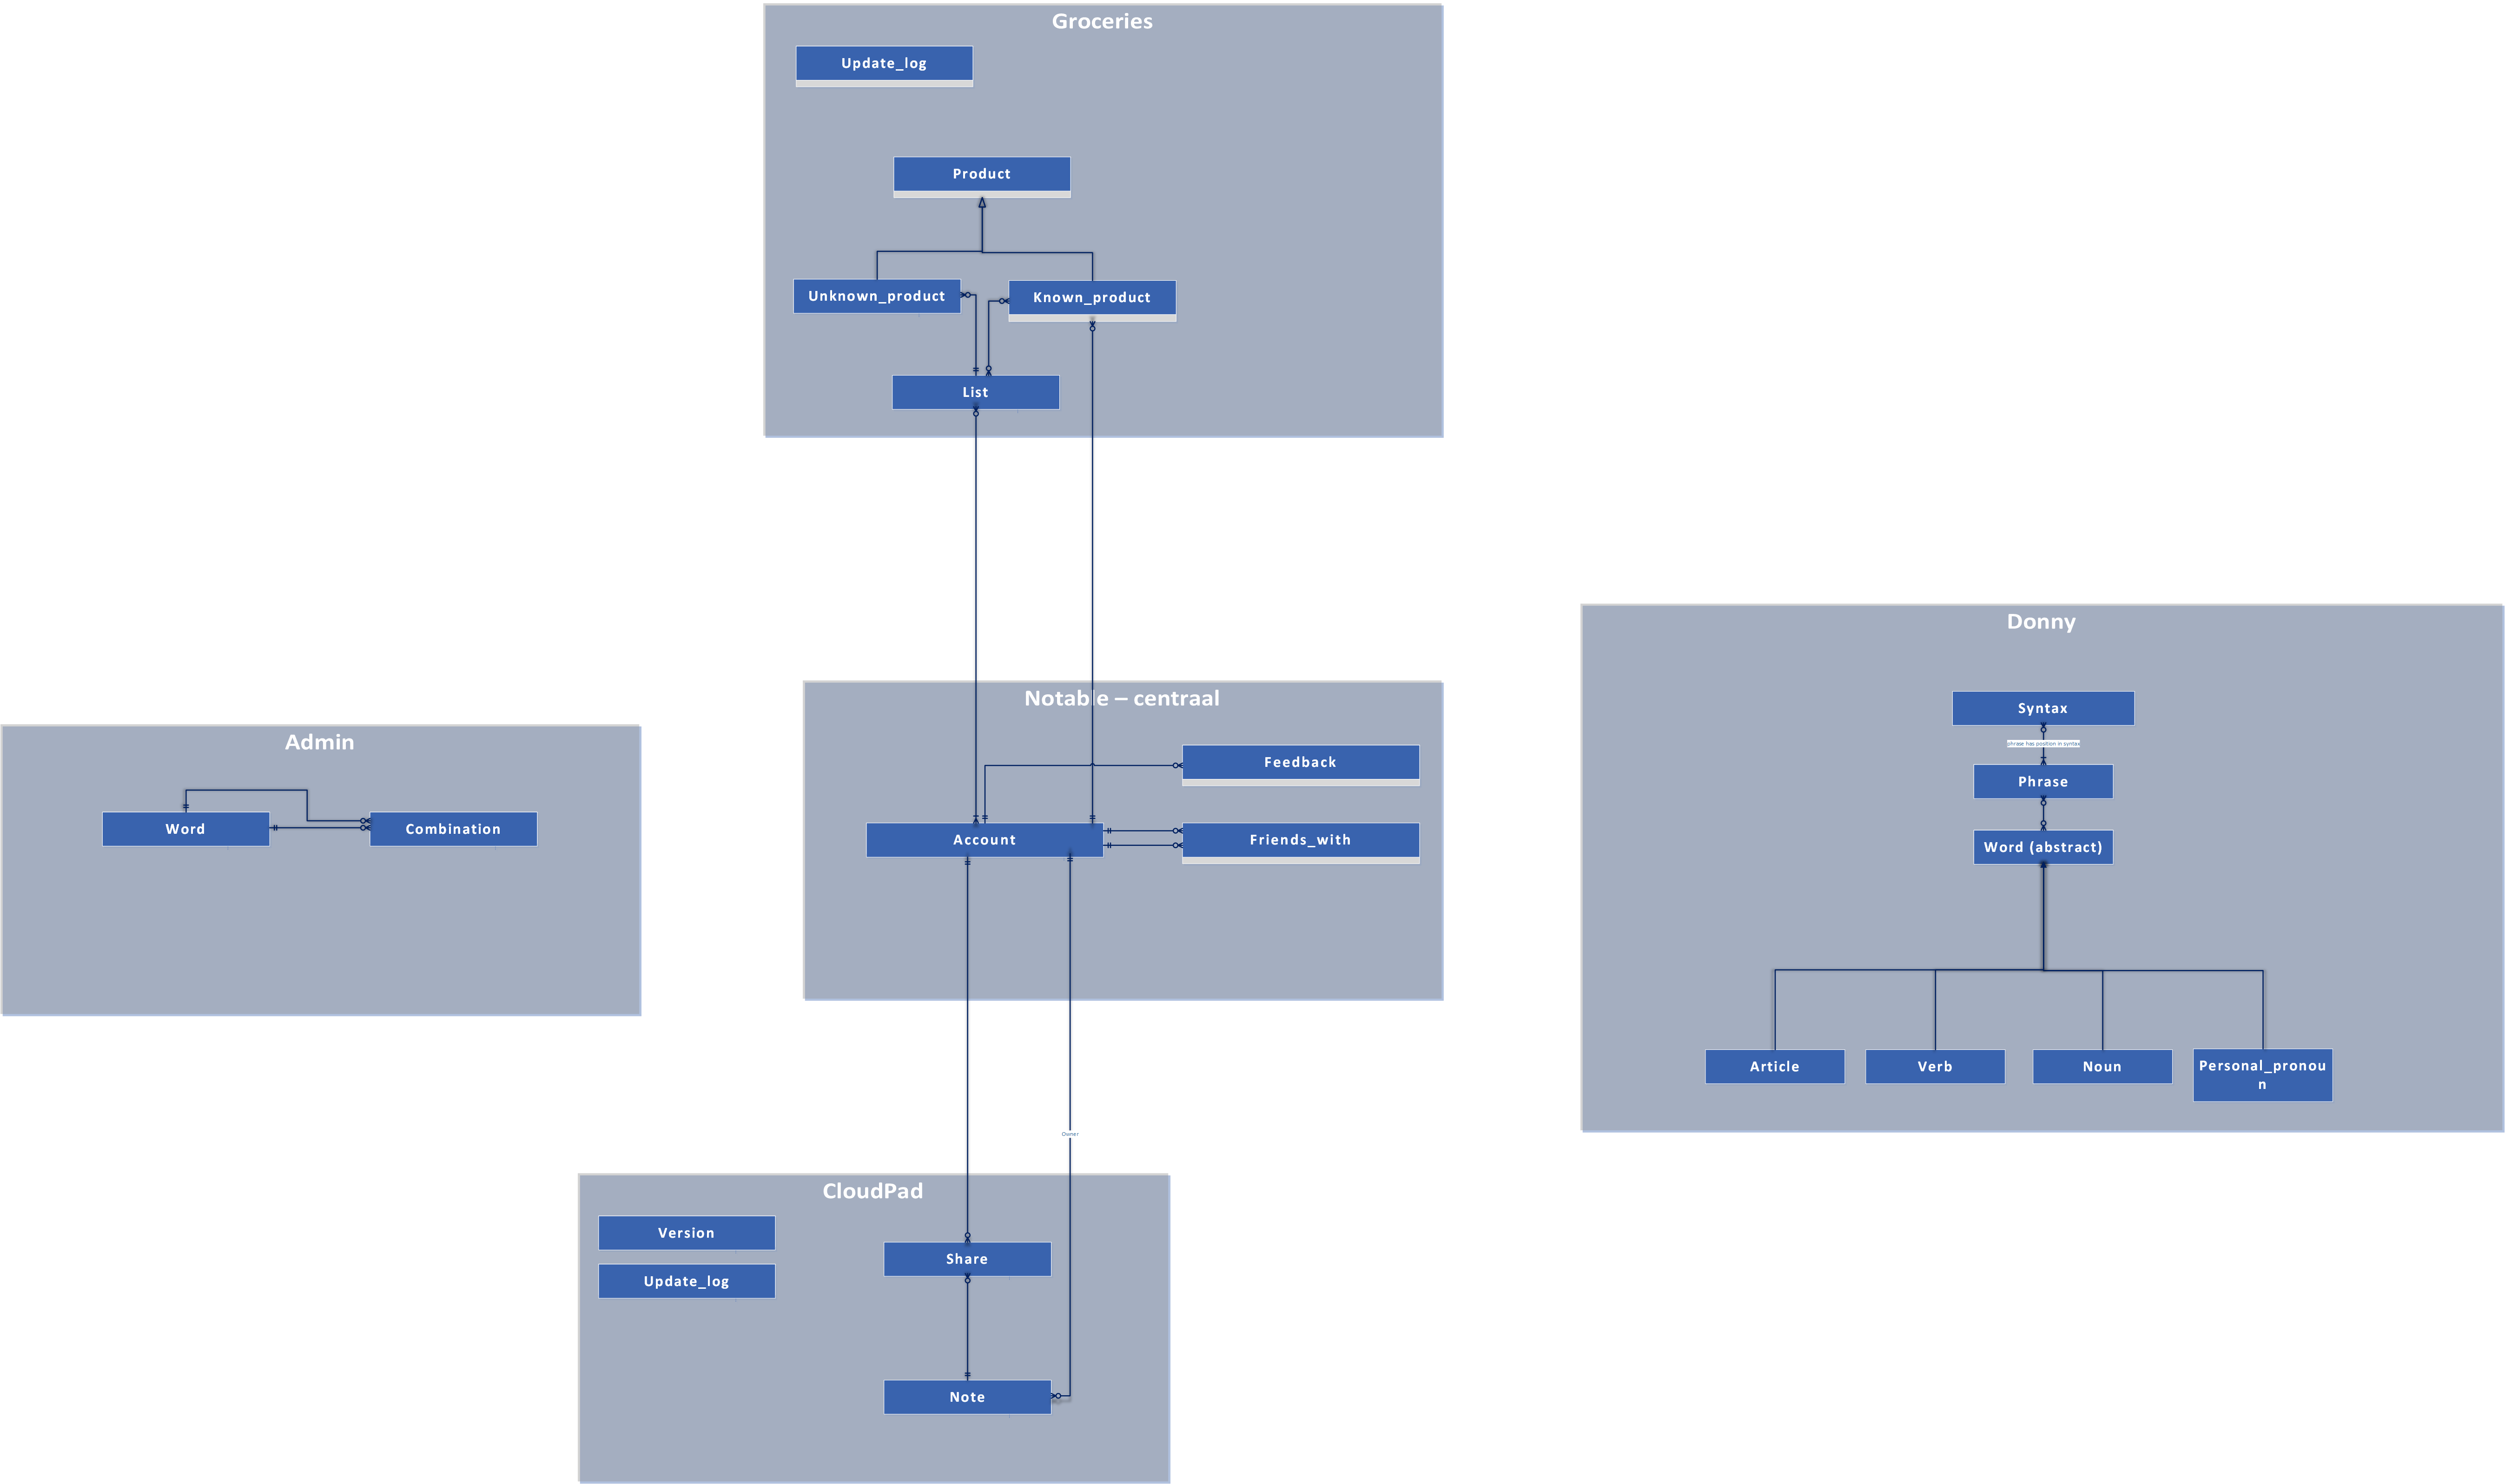 Groceries
Update_log
Product
Unknown_product
Known_product
List
Notable – centraal
Feedback
Account
Friends_with
Admin
Word
Combination
Donny
Syntax
phrase has position in syntax
Phrase
Word (abstract)
Article
Verb
Noun
Personal_pronou
n
Owner
CloudPad
Version
Update_log
Share
Note